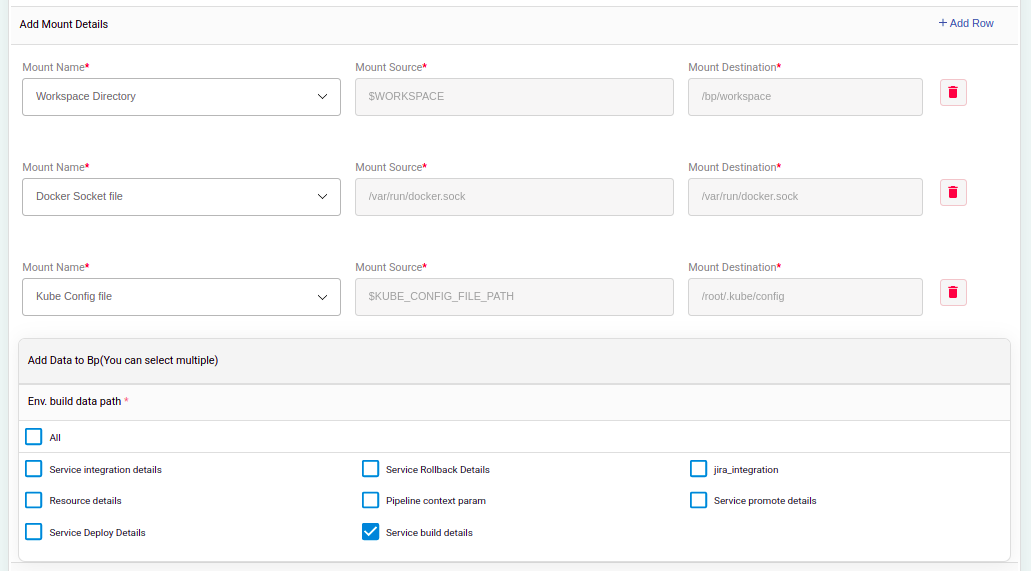 Add Mount Details
+ Add Row
Mount Name* Mount Source* Mount Destination*
Workspace Directory $WORKSPACE /bp/workspace
Mount Name* Mount Source* Mount Destination*
Docker Socket file /var/run/docker.sock /var/run/docker.sock
Mount Name* Mount Source* Mount Destination*
Kube Config file $KUBE_CONFIG_FILE_PATH /root/.kube/config
Add Data to Bp(You can select multiple)
Env. build data path *
All
Service integration details Service Rollback Details jira_integration
Resource details Pipeline context param Service promote details
Service Deploy Details Service build details